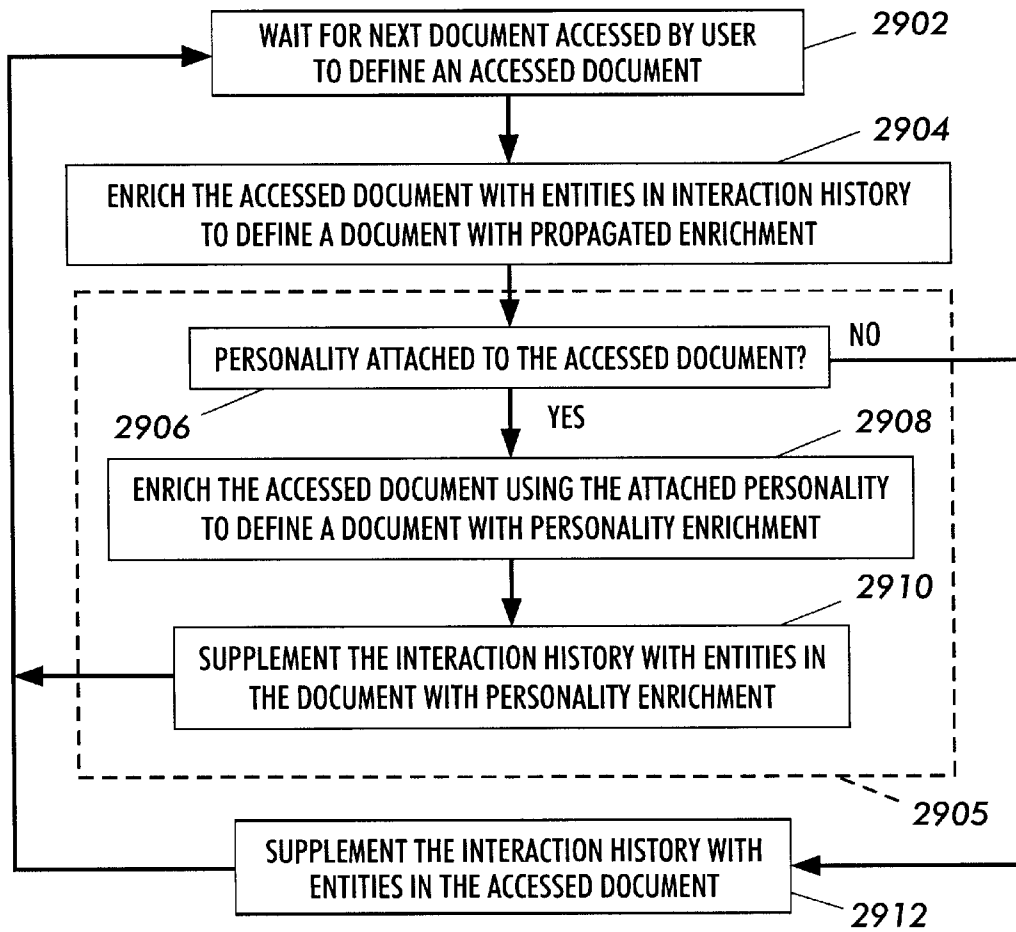 2902
WAIT FOR NEXT DOCUMENT ACCESSED BY USER
TO DEFINE AN ACCESSED DOCUMENT
2904
ENRICH THE ACCESSED DOCUMENT WITH ENTITIES IN INTERACTION HISTORY
TO DEFINE A DOCUMENT WITH PROPAGATED ENRICHMENT
NO
PERSONALITY ATTACHED TO THE ACCESSED DOCUMENT?
2906
YES
2908
ENRICH THE ACCESSED DOCUMENT USING THE ATTACHED PERSONALITY
TO DEFINE A DOCUMENT WITH PERSONALITY ENRICHMENT
2910
SUPPLEMENT THE INTERACTION HISTORY WITH ENTITIES IN
THE DOCUMENT WITH PERSONALITY ENRICHMENT
2905
SUPPLEMENT THE INTERACTION HISTORY WITH
ENTITIES IN THE ACCESSED DOCUMENT
2912